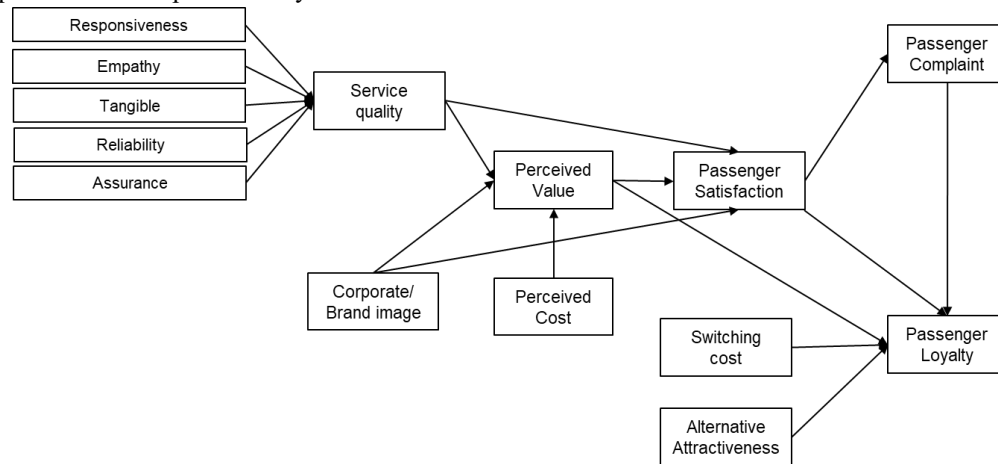 Responsiveness
Empathy
Tangible
Reliability
Assurance
Service
quality
Passenger
Complaint
Perceived
Value
Passenger
Satisfaction
Corporate/
Brand image
Perceived
Cost
Switching
cost
Passenger
Loyalty
Alternative
Attractiveness